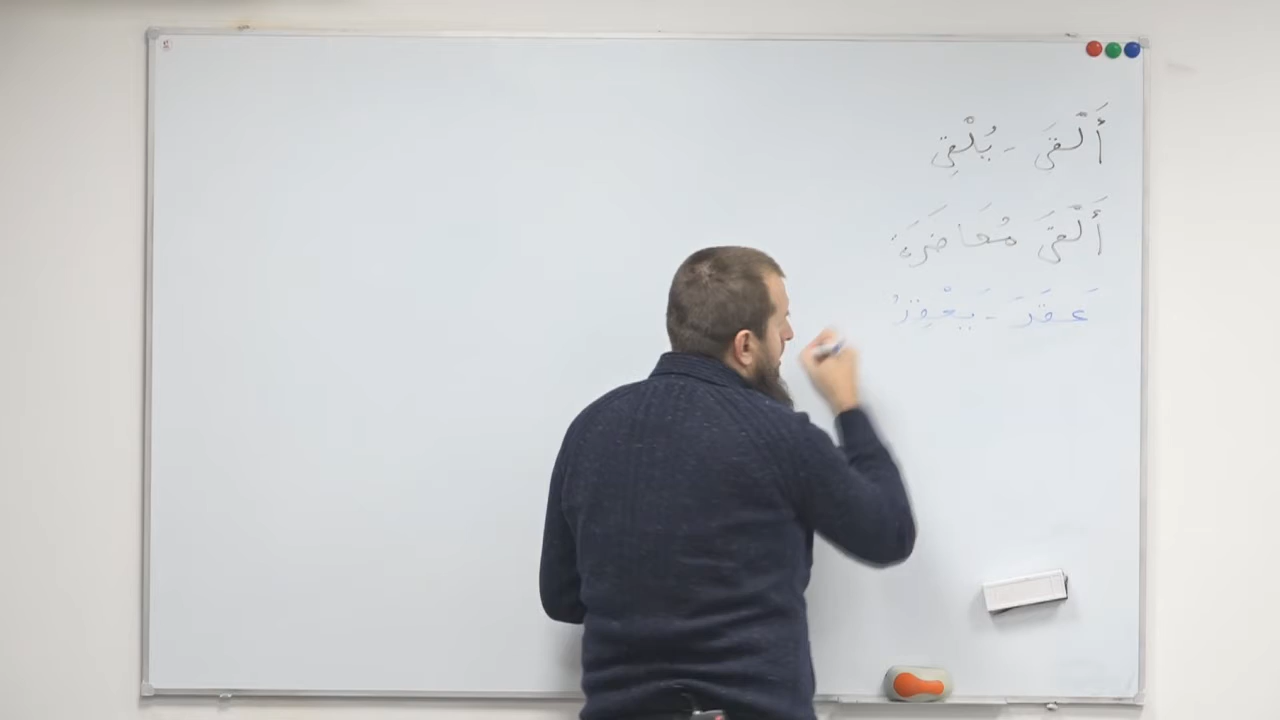 أَلْقَى - يُلْقِي
أَلْقَى مُحَاضَرَةً
عَقَدَ - يَعْقِدُ